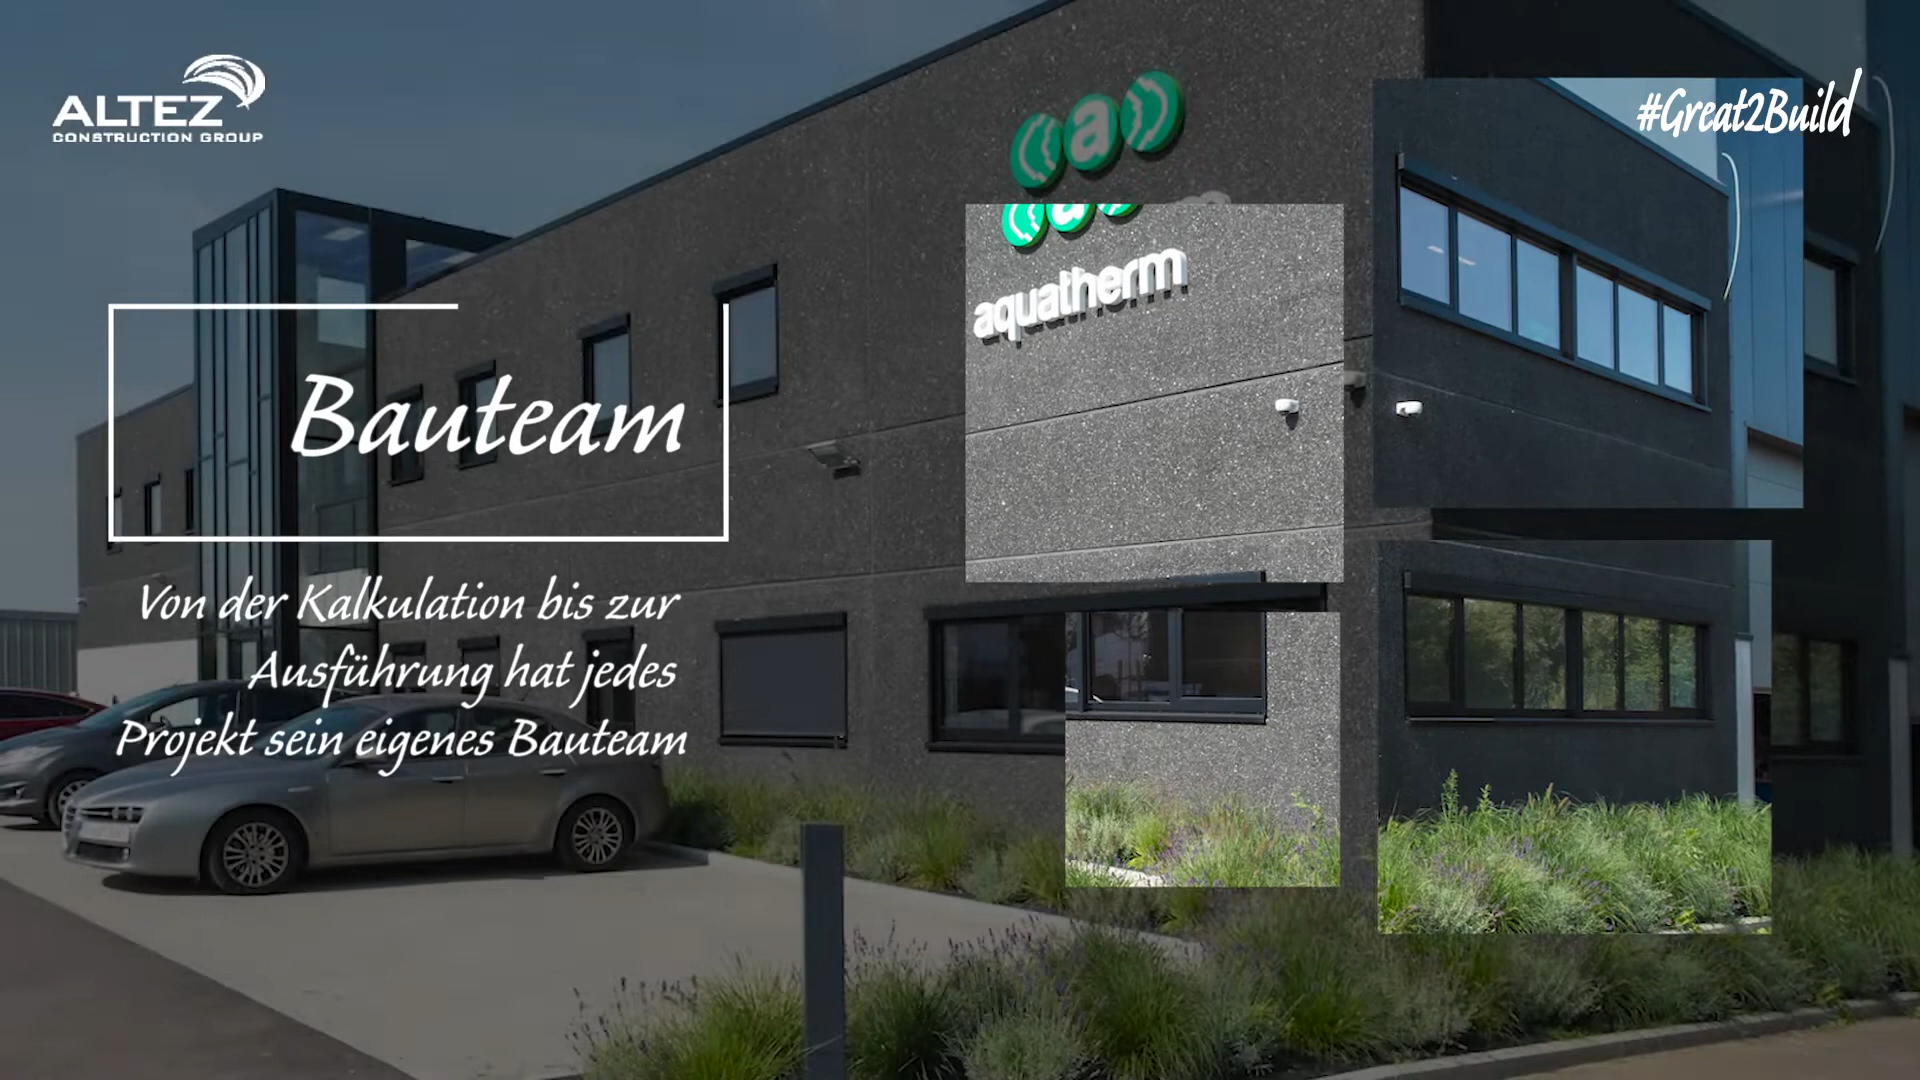 ALTEZ
CONSTRUCTION GROUP
#Great2Build
a
aquatherm
Bauteam
Von der Kalkulation bis zur
Ausführung hat jedes
Projekt sein eigenes Bauteam